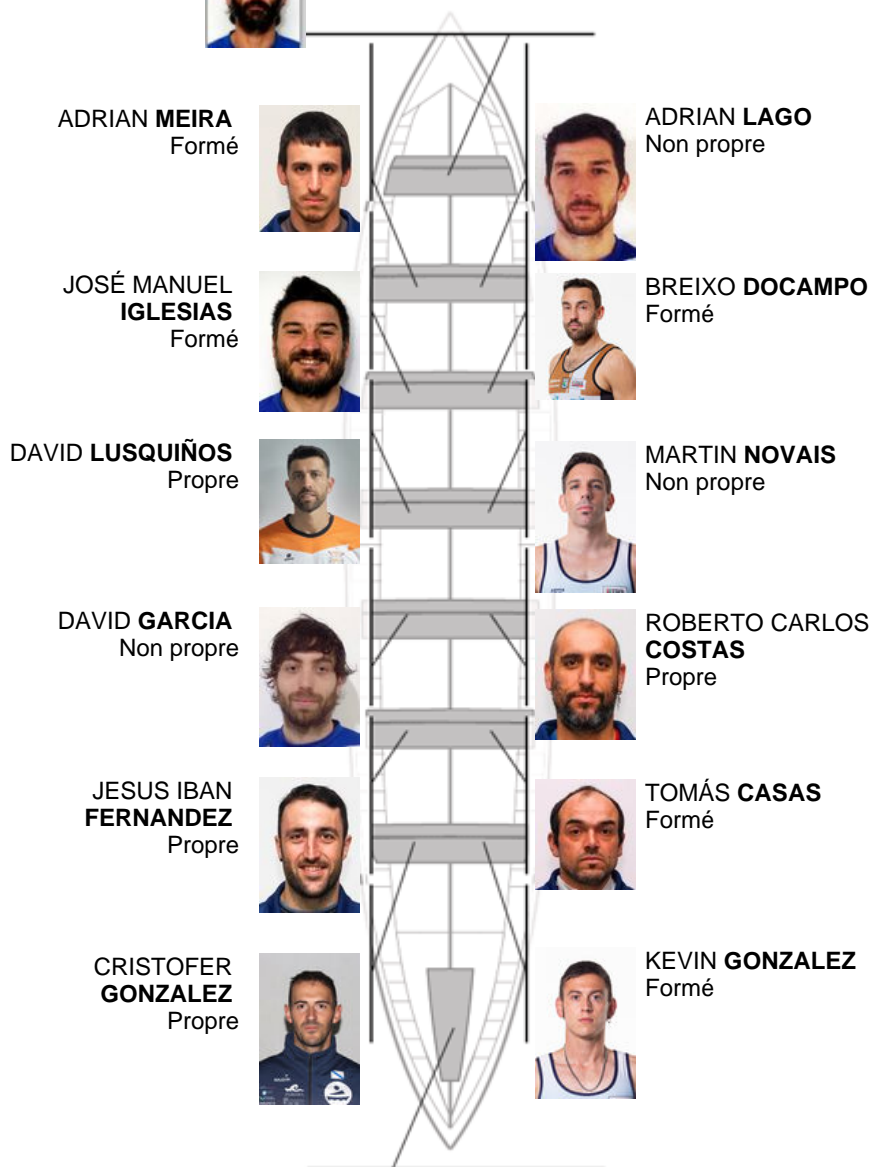 ADRIAN MEIRA
Formé
ADRIAN LAGO
Non propre
JOSÉ MANUEL
IGLESIAS
Formé
BREIXO DOCAMPO
Formé
DAVID LUSQUIÑOS
Propre
MARTIN NOVAIS
Non propre
DAVID GARCIA
Non propre
ROBERTO CARLOS
COSTAS
Propre
JESUS IBAN
FERNANDEZ
Propre
TOMÁS CASAS
Formé
CRISTOFER
GONZALEZ
Propre
KEVIN GONZALEZ
Formé